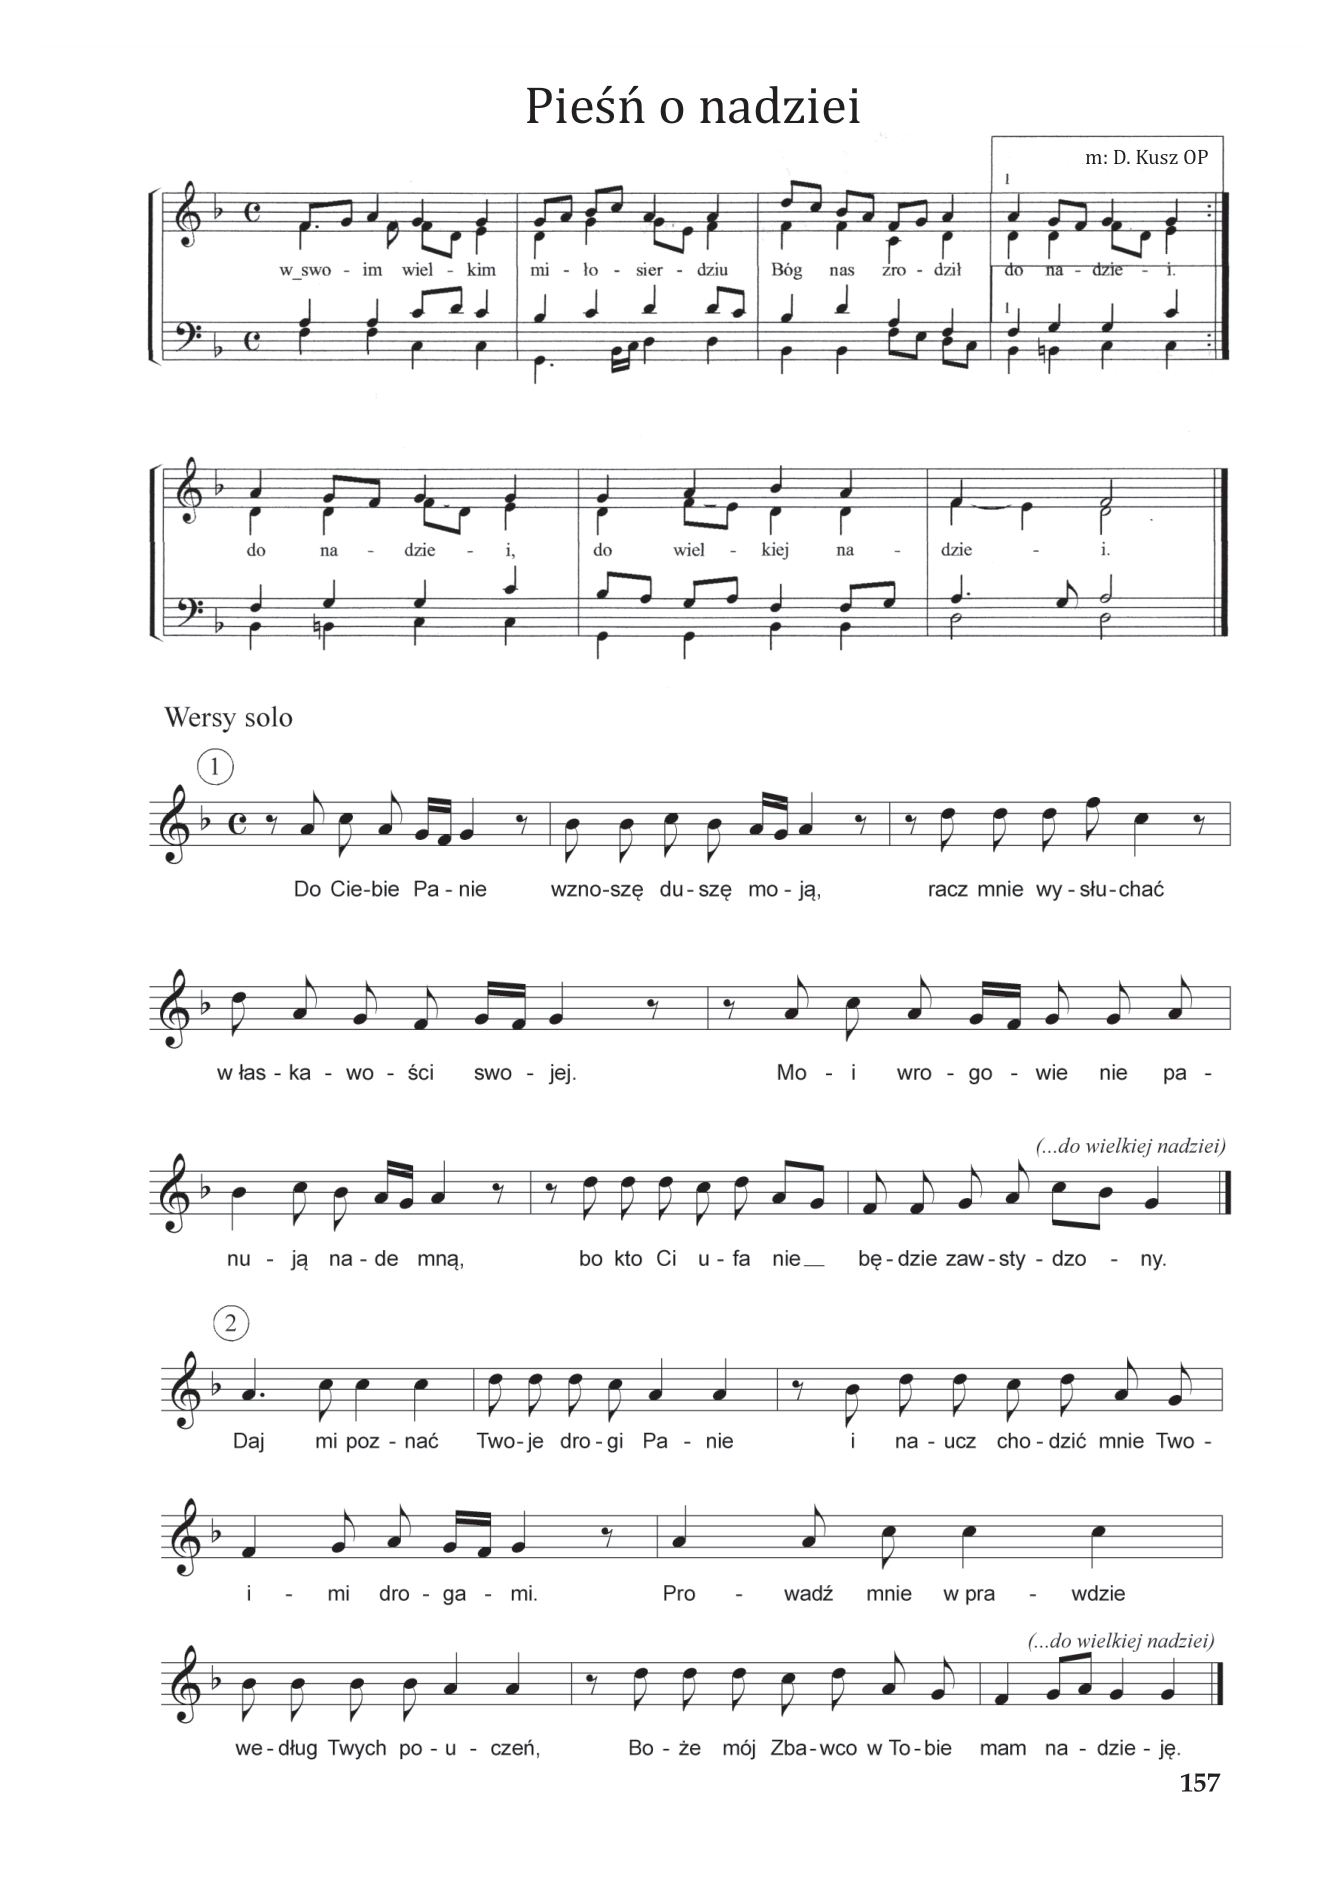 Pieśń o nadziei
m: D. Kusz OP
1
w_swo - im wiel - kim mi - ło - sier - dziu Bóg nas zro - dził do na - dzie - i.
1
do na - dzie - i, do wiel - kiej na - dzie - i.
Wersy solo
1
Do Cie-bie Pa - nie wzno-szę du-szę mo - ją, racz mnie wy-słu-chać
w łas - ka - wo - ści swo - jej. Mo - i wro - go - wie nie pa -
(...do wielkiej nadziei)
nu - ją na-de mną, bo kto Ci u-fa nie__ bę-dzie zaw-sty-dzo - ny.
2
Daj mi poz - nać Two-je dro-gi Pa - nie i na-ucz cho-dzić mnie Two -
i - mi dro - ga - mi. Pro - wadź mnie w pra - wdzie
(...do wielkiej nadziei)
we-dług Twych po-u - czeń, Bo - że mój Zba-wco w To-bie mam na - dzie - ję.
157